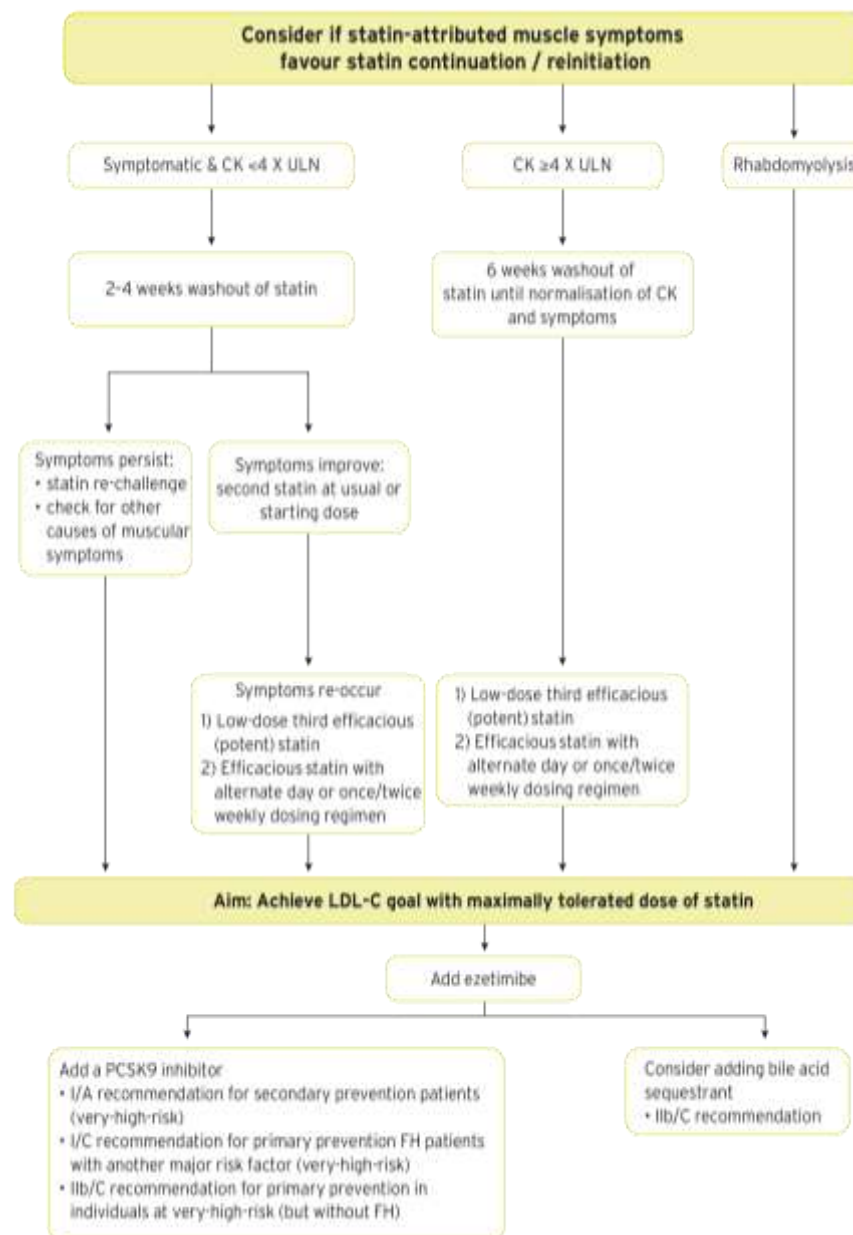 Consider if statin-attributed muscle symptoms
favour statin continuation / reinitiation
Symptomatic & CK <4 X ULN
CK ≥4 X ULN
Rhabdomyolysis
2-4 weeks washout of statin
6 weeks washout of
statin until normalisation of CK
and symptoms
Symptoms persist:
• statin re-challenge
• check for other
causes of muscular
symptoms
Symptoms improve:
second statin at usual or
starting dose
Symptoms re-occur
1) Low-dose third efficacious
(potent) statin
2) Efficacious statin with
alternate day or once/twice
weekly dosing regimen
1) Low-dose third efficacious
(potent) statin
2) Efficacious statin with
alternate day or once/twice
weekly dosing regimen
Aim: Achieve LDL-C goal with maximally tolerated dose of statin
Add ezetimibe
Add a PCSK9 inhibitor
• I/A recommendation for secondary prevention patients
(very-high-risk)
• I/C recommendation for primary prevention FH patients
with another major risk factor (very-high-risk)
• IIb/C recommendation for primary prevention in
individuals at very-high-risk (but without FH)
Consider adding bile acid
sequestrant
• IIb/C recommendation